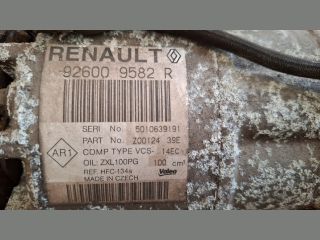 RENAULT
92600 9582 R
SERI No. 5010639191
PART No. Z00124 39E
AR1
COMP TYPE VCS- 14EC
OIL: ZXL100PG 100 cm³
REF. HFC-134a Valeo
MADE IN CZECH